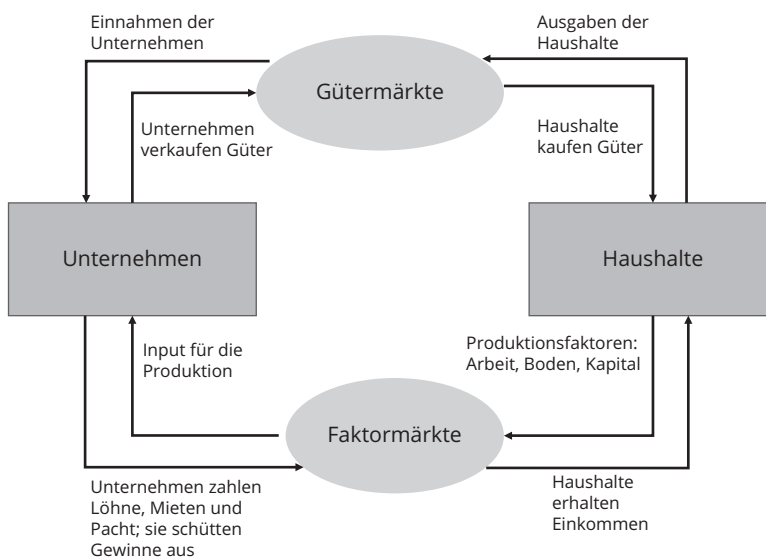 Einnahmen der
Unternehmen
Ausgaben der
Haushalte
Gütermärkte
Unternehmen
verkaufen Güter
Haushalte
kaufen Güter
Unternehmen
Haushalte
Input für die
Produktion
Produktionsfaktoren:
Arbeit, Boden, Kapital
Faktormärkte
Unternehmen zahlen
Löhne, Mieten und
Pacht; sie schütten
Gewinne aus
Haushalte
erhalten
Einkommen